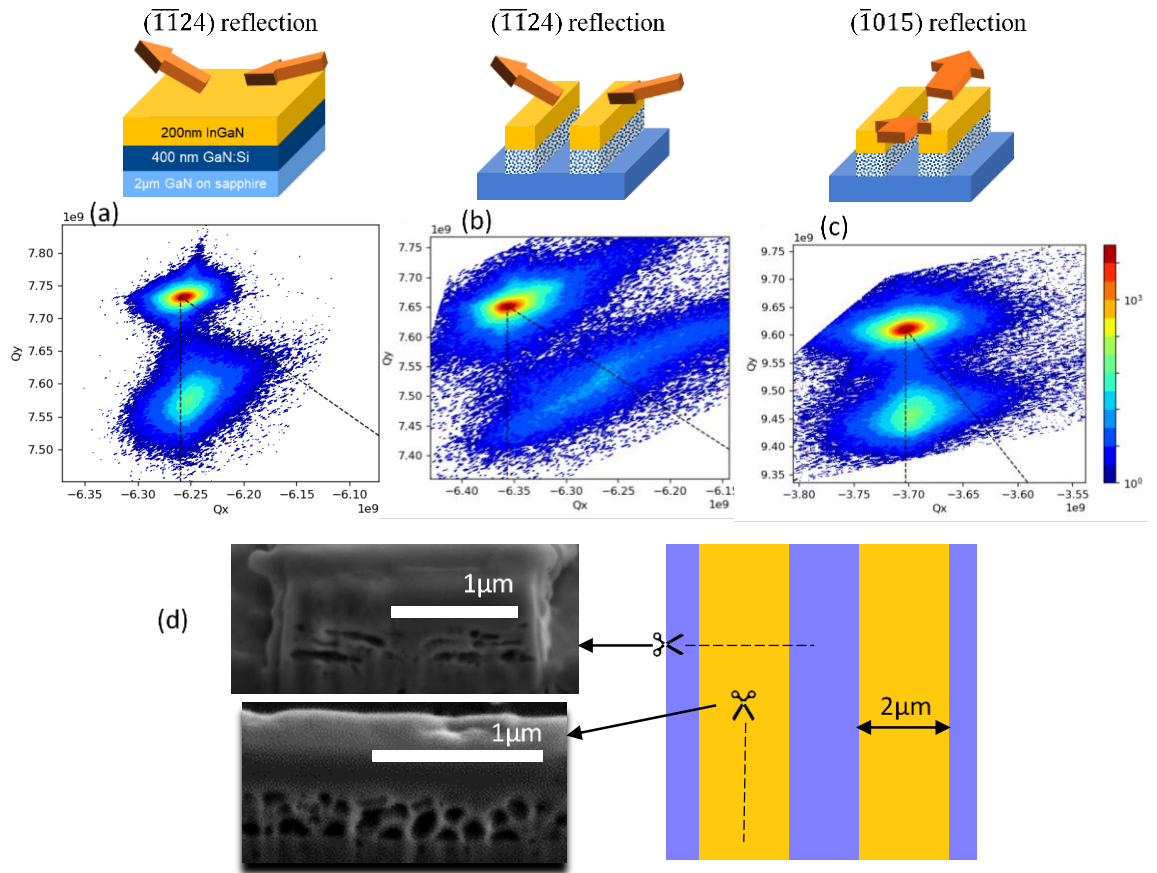 (1̅1̅24) reflection
(1̅1̅24) reflection
(1̅015) reflection
200nm InGaN
400 nm GaN:Si
2μm GaN on sapphire
(a)
1e9
7.80
7.75
7.70
7.65
7.60
7.55
7.50
Qy
−6.35
−6.30
−6.25
−6.20
−6.15
−6.10
Qx
1e9
(b)
1e9
7.75
7.70
7.65
7.60
7.55
7.50
7.45
7.40
Qy
−6.40
−6.35
−6.30
−6.25
−6.20
−6.15
Qx
1e9
(c)
1e9
9.75
9.70
9.65
9.60
9.55
9.50
9.45
9.40
9.35
Qy
−3.80
−3.75
−3.70
−3.65
−3.60
−3.55
Qx
1e9
10³
10⁰
(d)
1μm
1μm
2μm